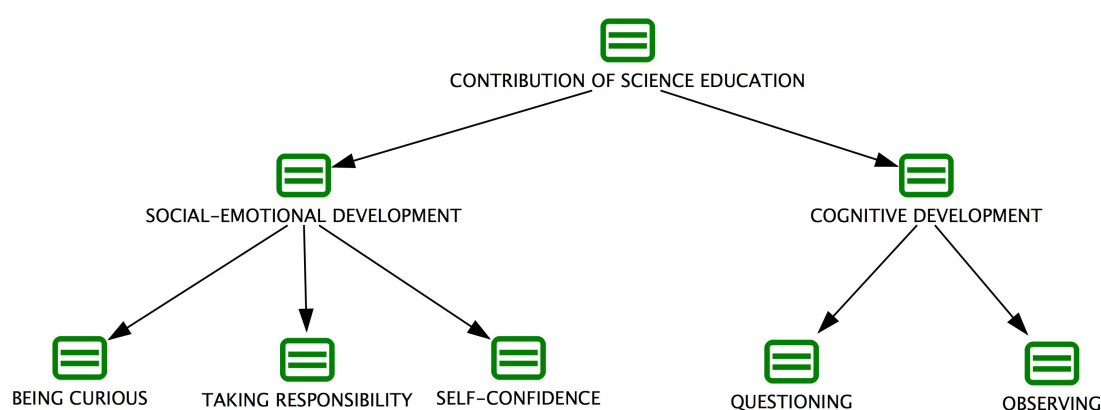 CONTRIBUTION OF SCIENCE EDUCATION
SOCIAL-EMOTIONAL DEVELOPMENT
COGNITIVE DEVELOPMENT
BEING CURIOUS
TAKING RESPONSIBILITY
SELF-CONFIDENCE
QUESTIONING
OBSERVING